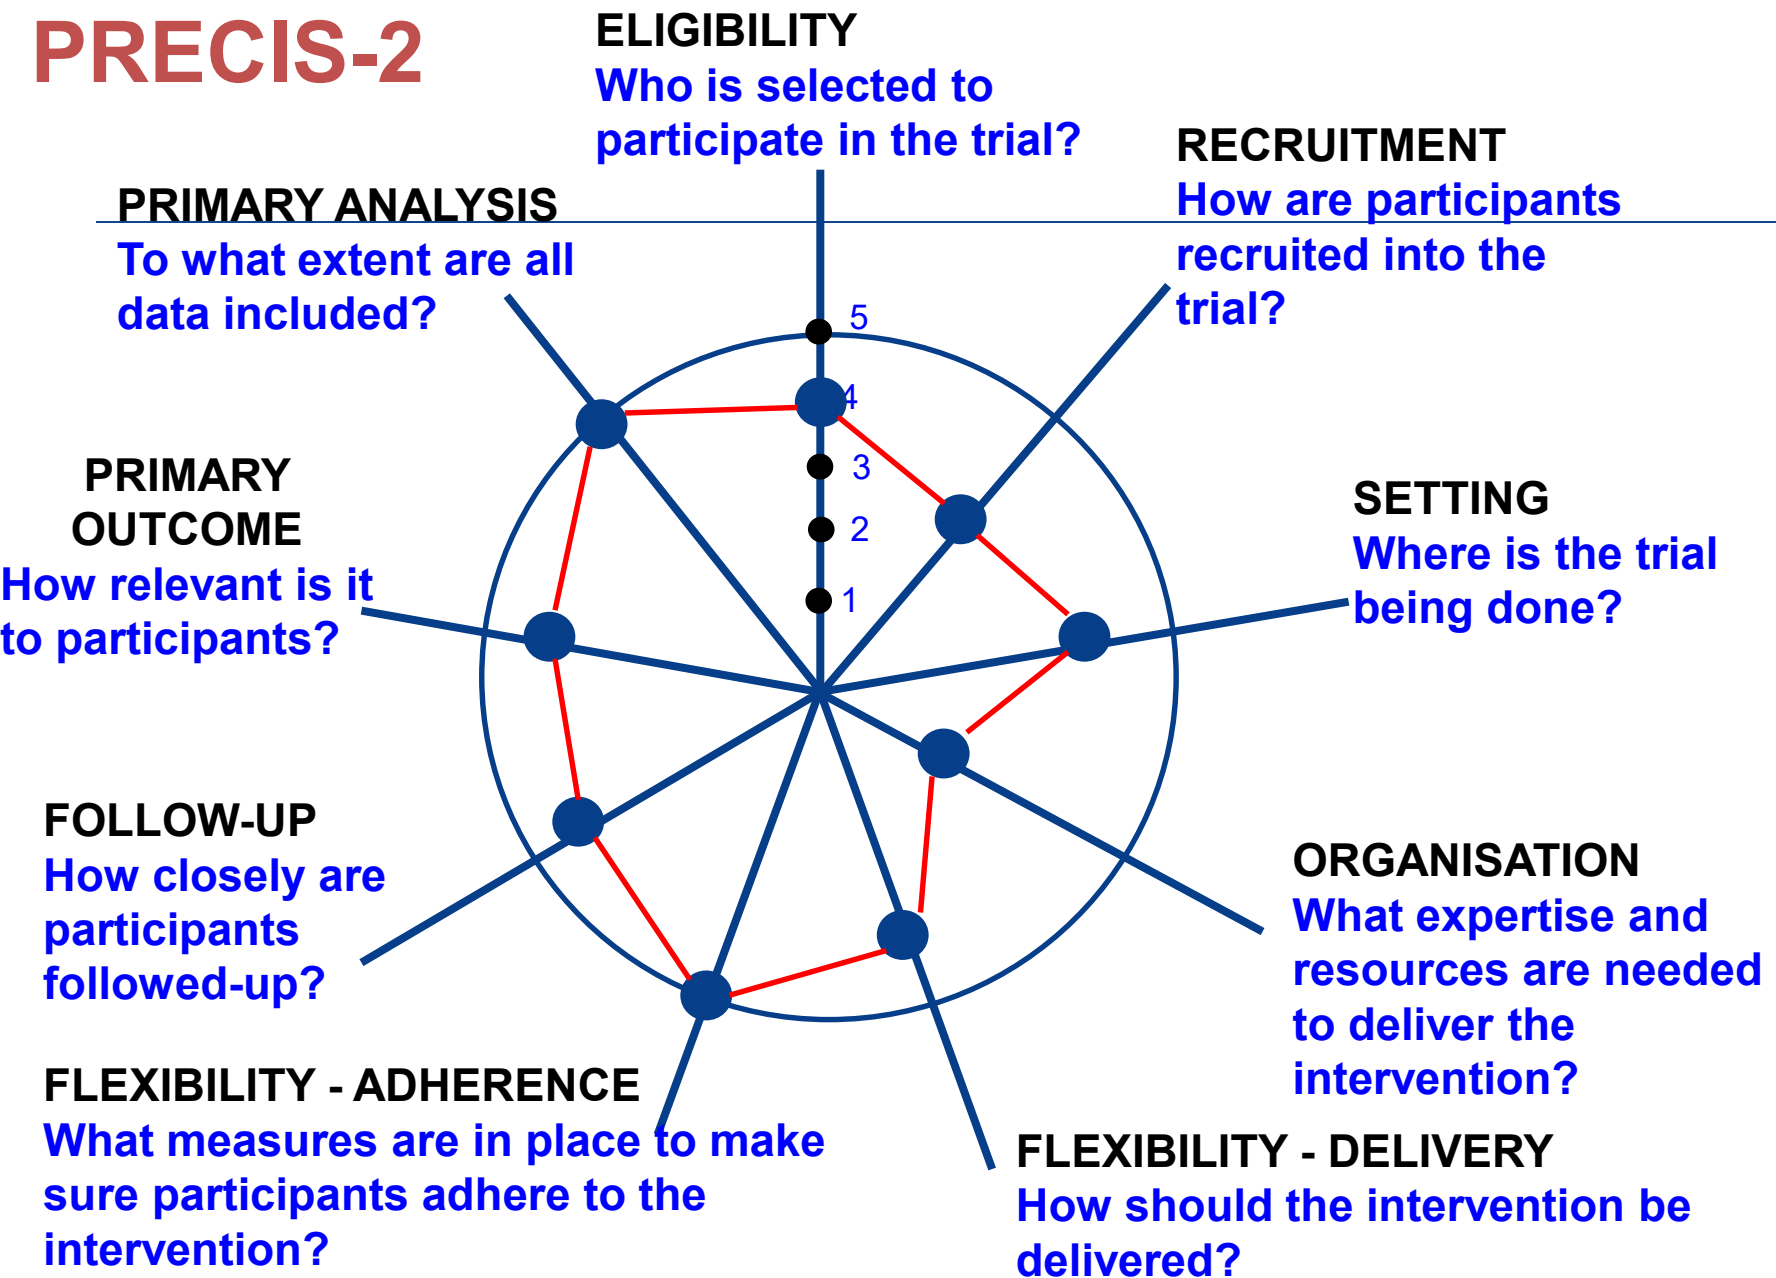 PRECIS-2
ELIGIBILITY
Who is selected to
participate in the trial?
RECRUITMENT
How are participants
recruited into the
trial?
PRIMARY ANALYSIS
To what extent are all
data included?
5
4
3
2
1
PRIMARY
OUTCOME
How relevant is it
to participants?
SETTING
Where is the trial
being done?
FOLLOW-UP
How closely are
participants
followed-up?
ORGANISATION
What expertise and
resources are needed
to deliver the
intervention?
FLEXIBILITY - ADHERENCE
What measures are in place to make
sure participants adhere to the
intervention?
FLEXIBILITY - DELIVERY
How should the intervention be
delivered?